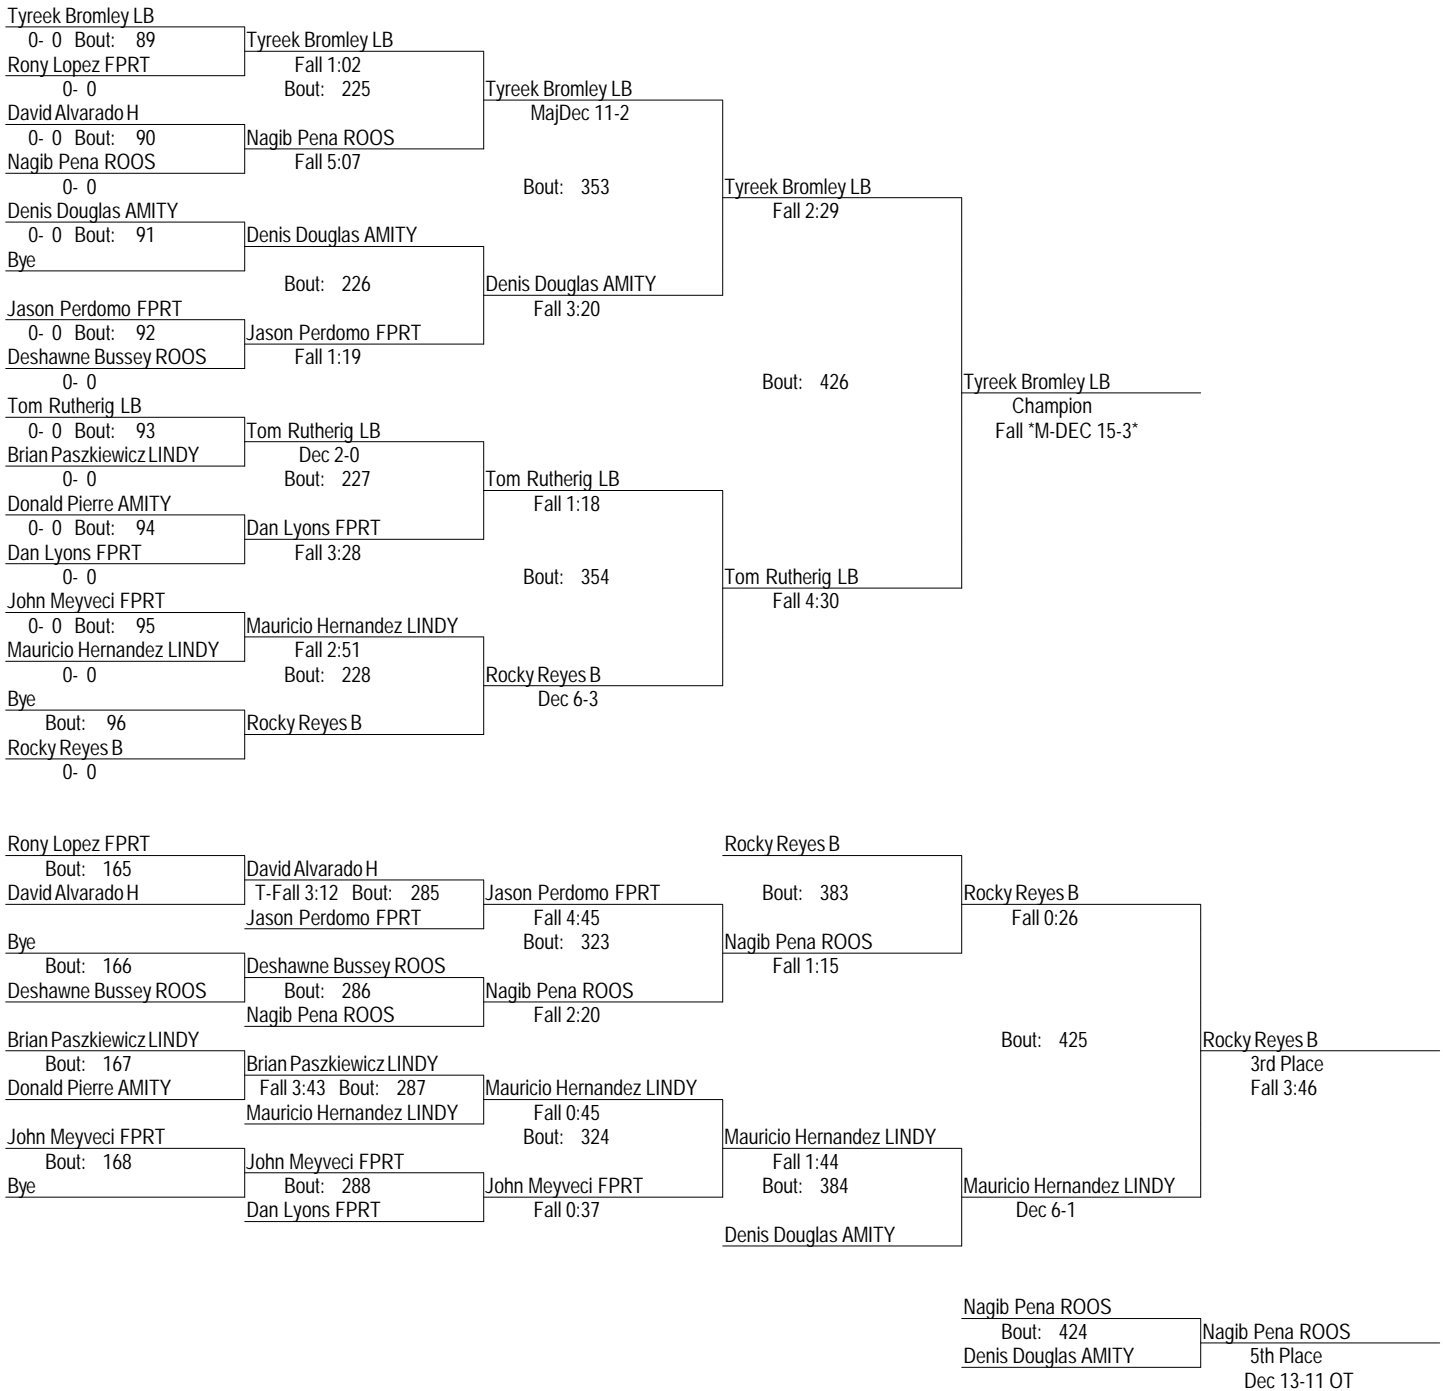 Tyreek Bromley LB
0- 0 Bout: 89
Tyreek Bromley LB
Rony Lopez FPRT
Fall 1:02
0- 0
Bout: 225
Tyreek Bromley LB
David Alvarado H
MajDec 11-2
0- 0 Bout: 90
Nagib Pena ROOS
Nagib Pena ROOS
Fall 5:07
0- 0
Bout: 353
Tyreek Bromley LB
Denis Douglas AMITY
Fall 2:29
0- 0 Bout: 91
Denis Douglas AMITY
Bye
Bout: 226
Denis Douglas AMITY
Jason Perdomo FPRT
Fall 3:20
0- 0 Bout: 92
Jason Perdomo FPRT
Deshawne Bussey ROOS
Fall 1:19
0- 0
Bout: 426
Tyreek Bromley LB
Tom Rutherig LB
Champion
0- 0 Bout: 93
Tom Rutherig LB
Fall *M-DEC 15-3*
Brian Paszkiewicz LINDY
Dec 2-0
0- 0
Bout: 227
Tom Rutherig LB
Donald Pierre AMITY
Fall 1:18
0- 0 Bout: 94
Dan Lyons FPRT
Dan Lyons FPRT
Fall 3:28
0- 0
Bout: 354
Tom Rutherig LB
John Meyveci FPRT
Fall 4:30
0- 0 Bout: 95
Mauricio Hernandez LINDY
Mauricio Hernandez LINDY
Fall 2:51
0- 0
Bout: 228
Rocky Reyes B
Bye
Dec 6-3
Bout: 96
Rocky Reyes B
Rocky Reyes B
0- 0
Rony Lopez FPRT
Rocky Reyes B
Bout: 165
David Alvarado H
David Alvarado H
T-Fall 3:12 Bout: 285
Jason Perdomo FPRT
Bout: 383
Rocky Reyes B
Jason Perdomo FPRT
Fall 4:45
Fall 0:26
Bye
Bout: 323
Nagib Pena ROOS
Bout: 166
Deshawne Bussey ROOS
Fall 1:15
Deshawne Bussey ROOS
Bout: 286
Nagib Pena ROOS
Nagib Pena ROOS
Fall 2:20
Brian Paszkiewicz LINDY
Bout: 425
Rocky Reyes B
Bout: 167
Brian Paszkiewicz LINDY
3rd Place
Donald Pierre AMITY
Fall 3:43 Bout: 287
Mauricio Hernandez LINDY
Fall 3:46
Mauricio Hernandez LINDY
Fall 0:45
John Meyveci FPRT
Bout: 324
Mauricio Hernandez LINDY
Bout: 168
John Meyveci FPRT
Fall 1:44
Bye
Bout: 288
John Meyveci FPRT
Bout: 384
Mauricio Hernandez LINDY
Dan Lyons FPRT
Fall 0:37
Dec 6-1
Denis Douglas AMITY
Nagib Pena ROOS
Bout: 424
Nagib Pena ROOS
Denis Douglas AMITY
5th Place
Dec 13-11 OT